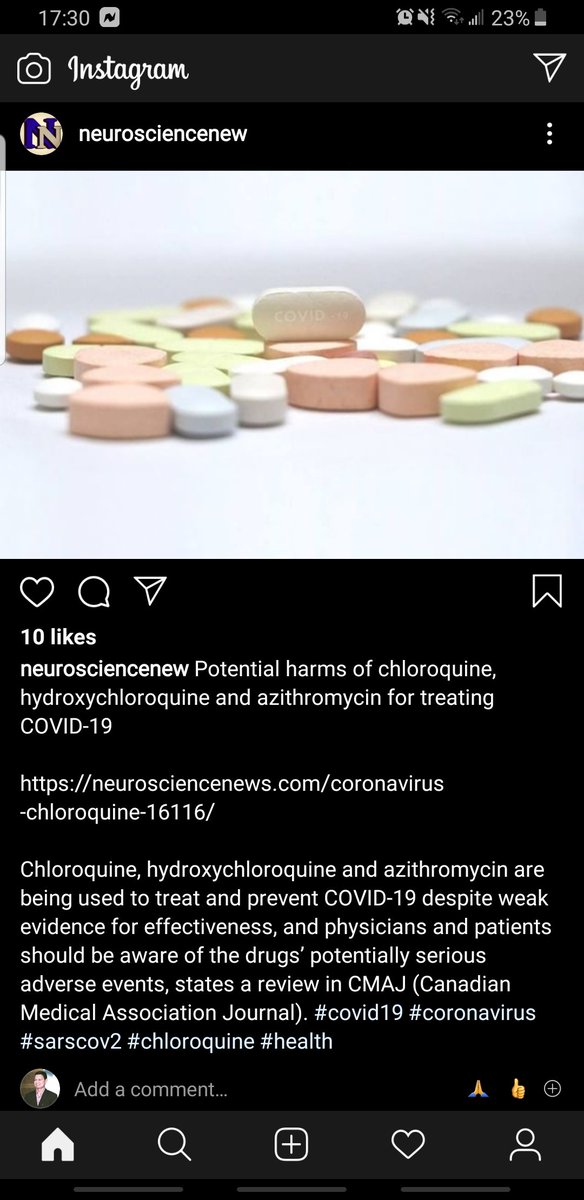 17:30
23%
Instagram
neurosciencenew
COVID-19
10 likes
neurosciencenew Potential harms of chloroquine,
hydroxychloroquine and azithromycin for treating
COVID-19
https://neurosciencenews.com/coronavirus
-chloroquine-16116/
Chloroquine, hydroxychloroquine and azithromycin are
being used to treat and prevent COVID-19 despite weak
evidence for effectiveness, and physicians and patients
should be aware of the drugs’ potentially serious
adverse events, states a review in CMAJ (Canadian
Medical Association Journal). #covid19 #coronavirus
#sarscov2 #chloroquine #health
Add a comment...